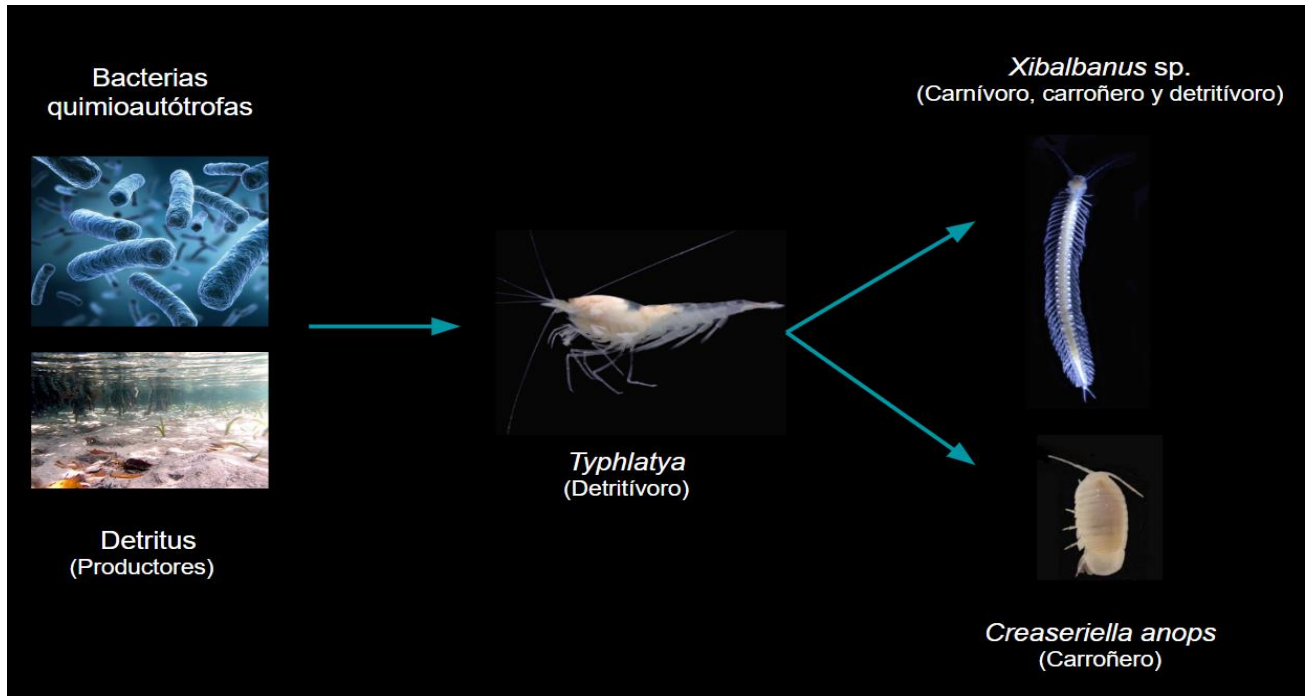 Bacterias
quimioautótrofas
Detritus
(Productores)
Typhlatya
(Detritívoro)
Xibalbanus sp.
(Carnívoro, carroñero y detritívoro)
Creaseriella anops
(Carroñero)